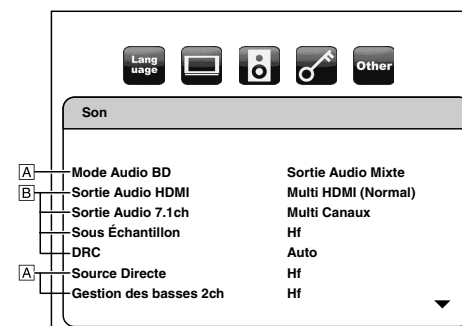 Lang
uage
Other
Son
A Mode Audio BD Sortie Audio Mixte
B Sortie Audio HDMI Multi HDMI (Normal)
Sortie Audio 7.1ch Multi Canaux
Sous Échantillon Hf
DRC Auto
A Source Directe Hf
Gestion des basses 2ch Hf